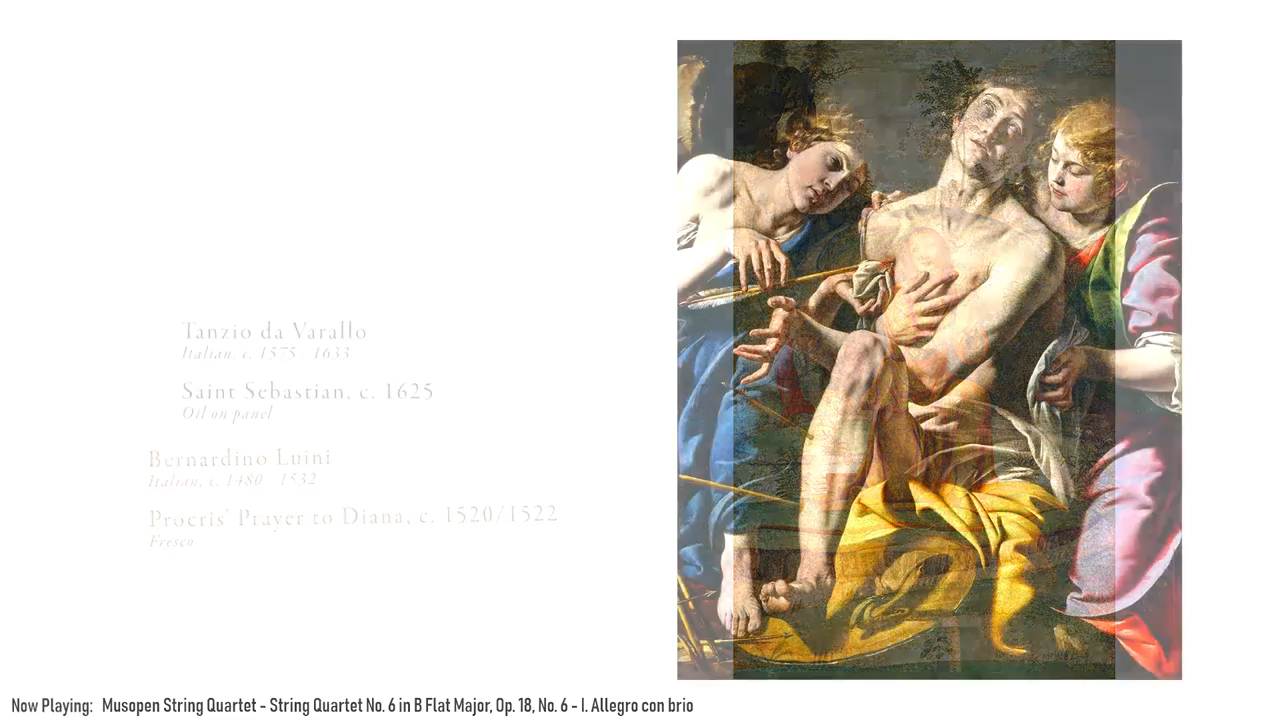 Tanzio da Varallo
Italian, c. 1575 - 1633
Saint Sebastian, c. 1625
Oil on panel
Bernardino Luini
Italian, c. 1480 - 1532
Procris' Prayer to Diana, c. 1520/1522
Fresco
Now Playing: Musopen String Quartet - String Quartet No. 6 in B Flat Major, Op. 18, No. 6 - I. Allegro con brio